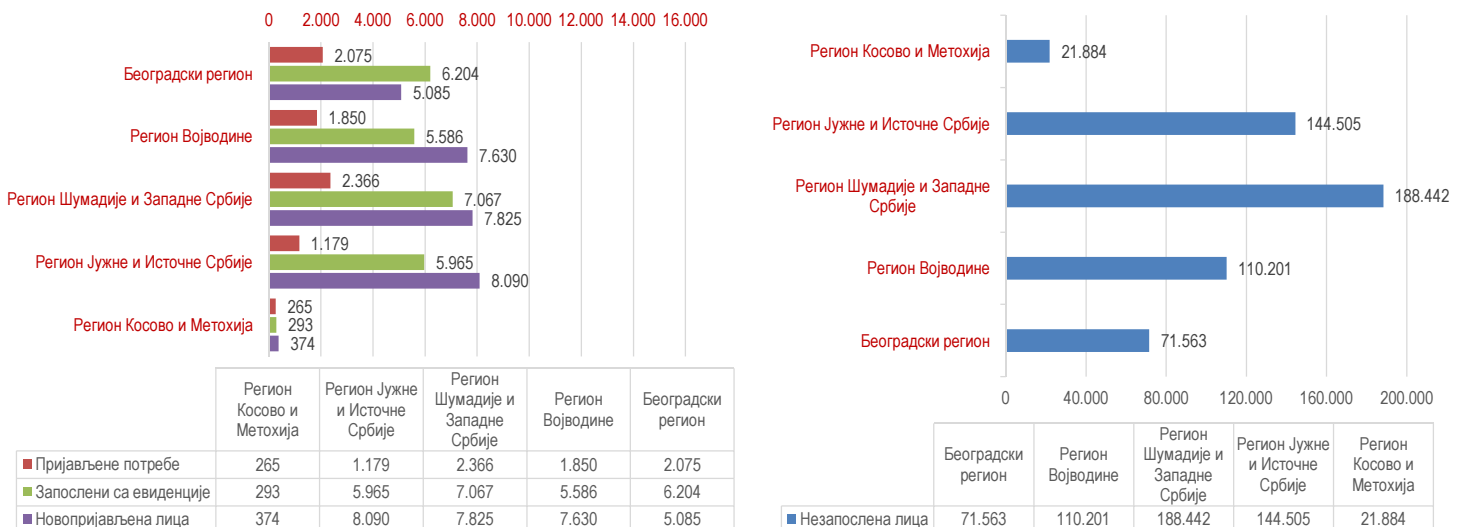 0 2.000 4.000 6.000 8.000 10.000 12.000 14.000 16.000
Београдски регион
2.075
6.204
5.085
Регион Војводине
1.850
5.586
7.630
Регион Шумадије и Западне Србије
2.366
7.067
7.825
Регион Јужне и Источне Србије
1.179
5.965
8.090
Регион Косово и Метохија
265
293
374
Регион
Косово и
Метохија
Регион Јужне
и Источне
Србије
Регион
Шумадије и
Западне
Србије
Регион
Војводине
Београдски
регион
Пријављене потребе 265 1.179 2.366 1.850 2.075
Запослени са евиденције 293 5.965 7.067 5.586 6.204
Новопријављена лица 374 8.090 7.825 7.630 5.085
Регион Косово и Метохија
21.884
Регион Јужне и Источне Србије
144.505
Регион Шумадије и Западне
Србије
188.442
Регион Војводине
110.201
Београдски регион
71.563
0 40.000 80.000 120.000 160.000 200.000
Београдски
регион
Регион
Војводине
Регион
Шумадије и
Западне
Србије
Регион Јужне
и Источне
Србије
Регион
Косово и
Метохија
Незапослена лица 71.563 110.201 188.442 144.505 21.884